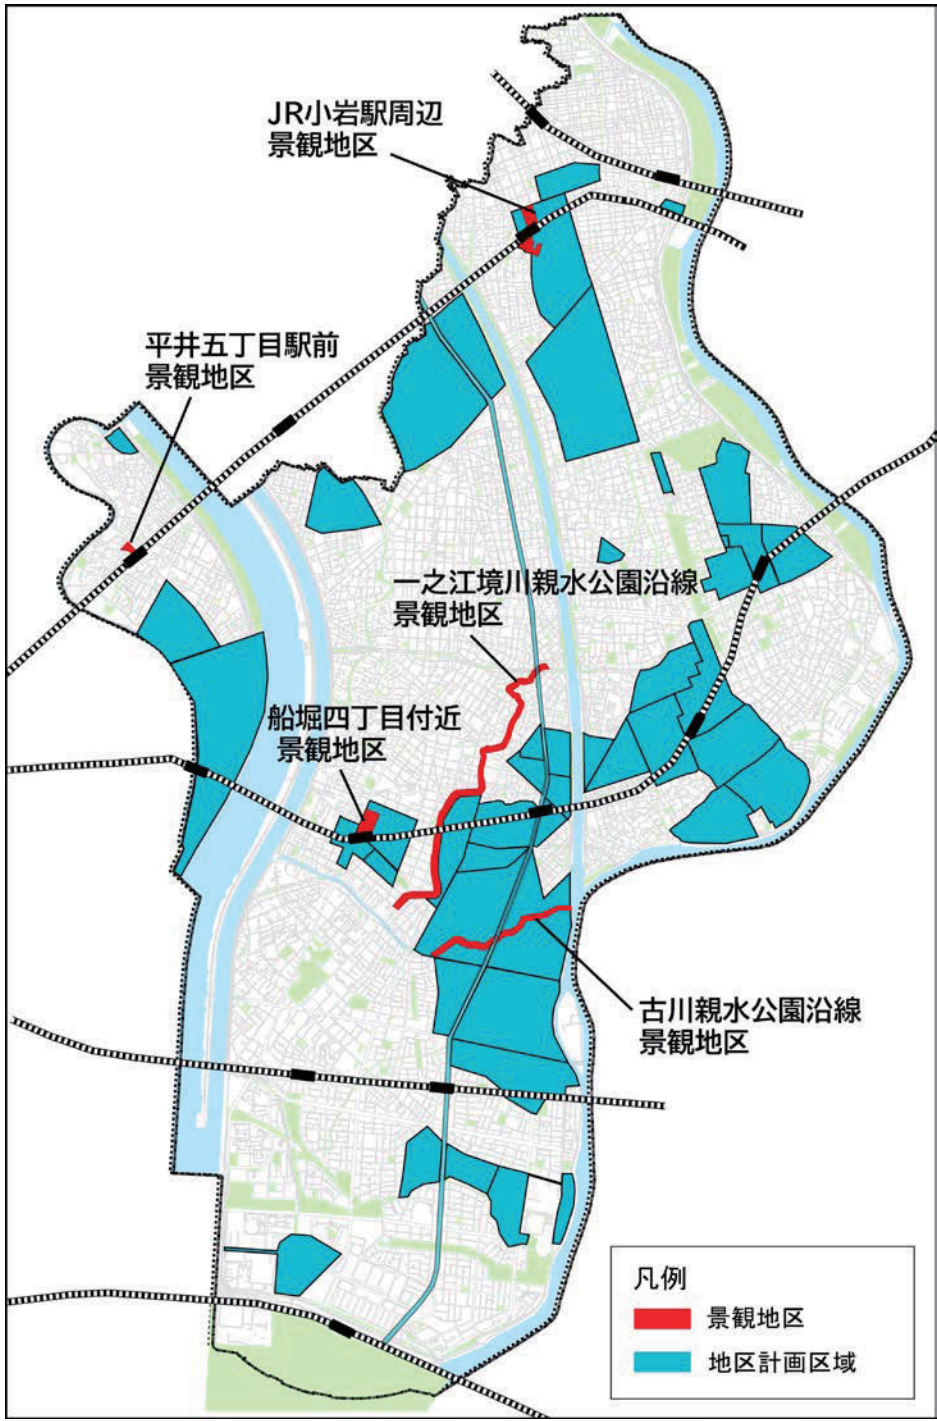 JR小岩駅周辺
景観地区
平井五丁目駅前
景観地区
一之江境川親水公園沿線
景観地区
船堀四丁目付近
景観地区
古川親水公園沿線
景観地区
凡例
景観地区
地区計画区域